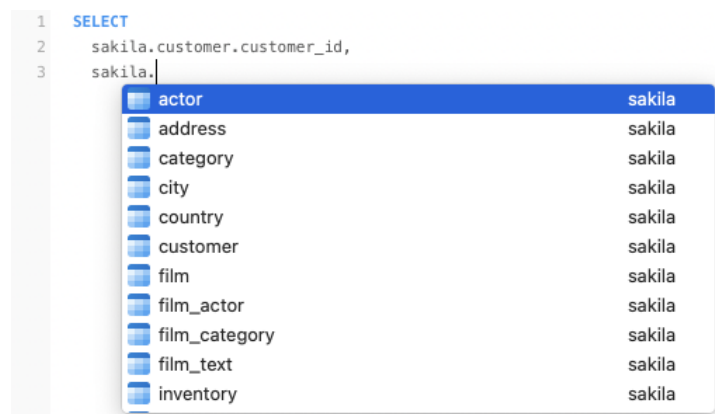 1 SELECT
2 sakila.customer.customer_id,
3 sakila.
actor sakila
address sakila
category sakila
city sakila
country sakila
customer sakila
film sakila
film_actor sakila
film_category sakila
film_text sakila
inventory sakila